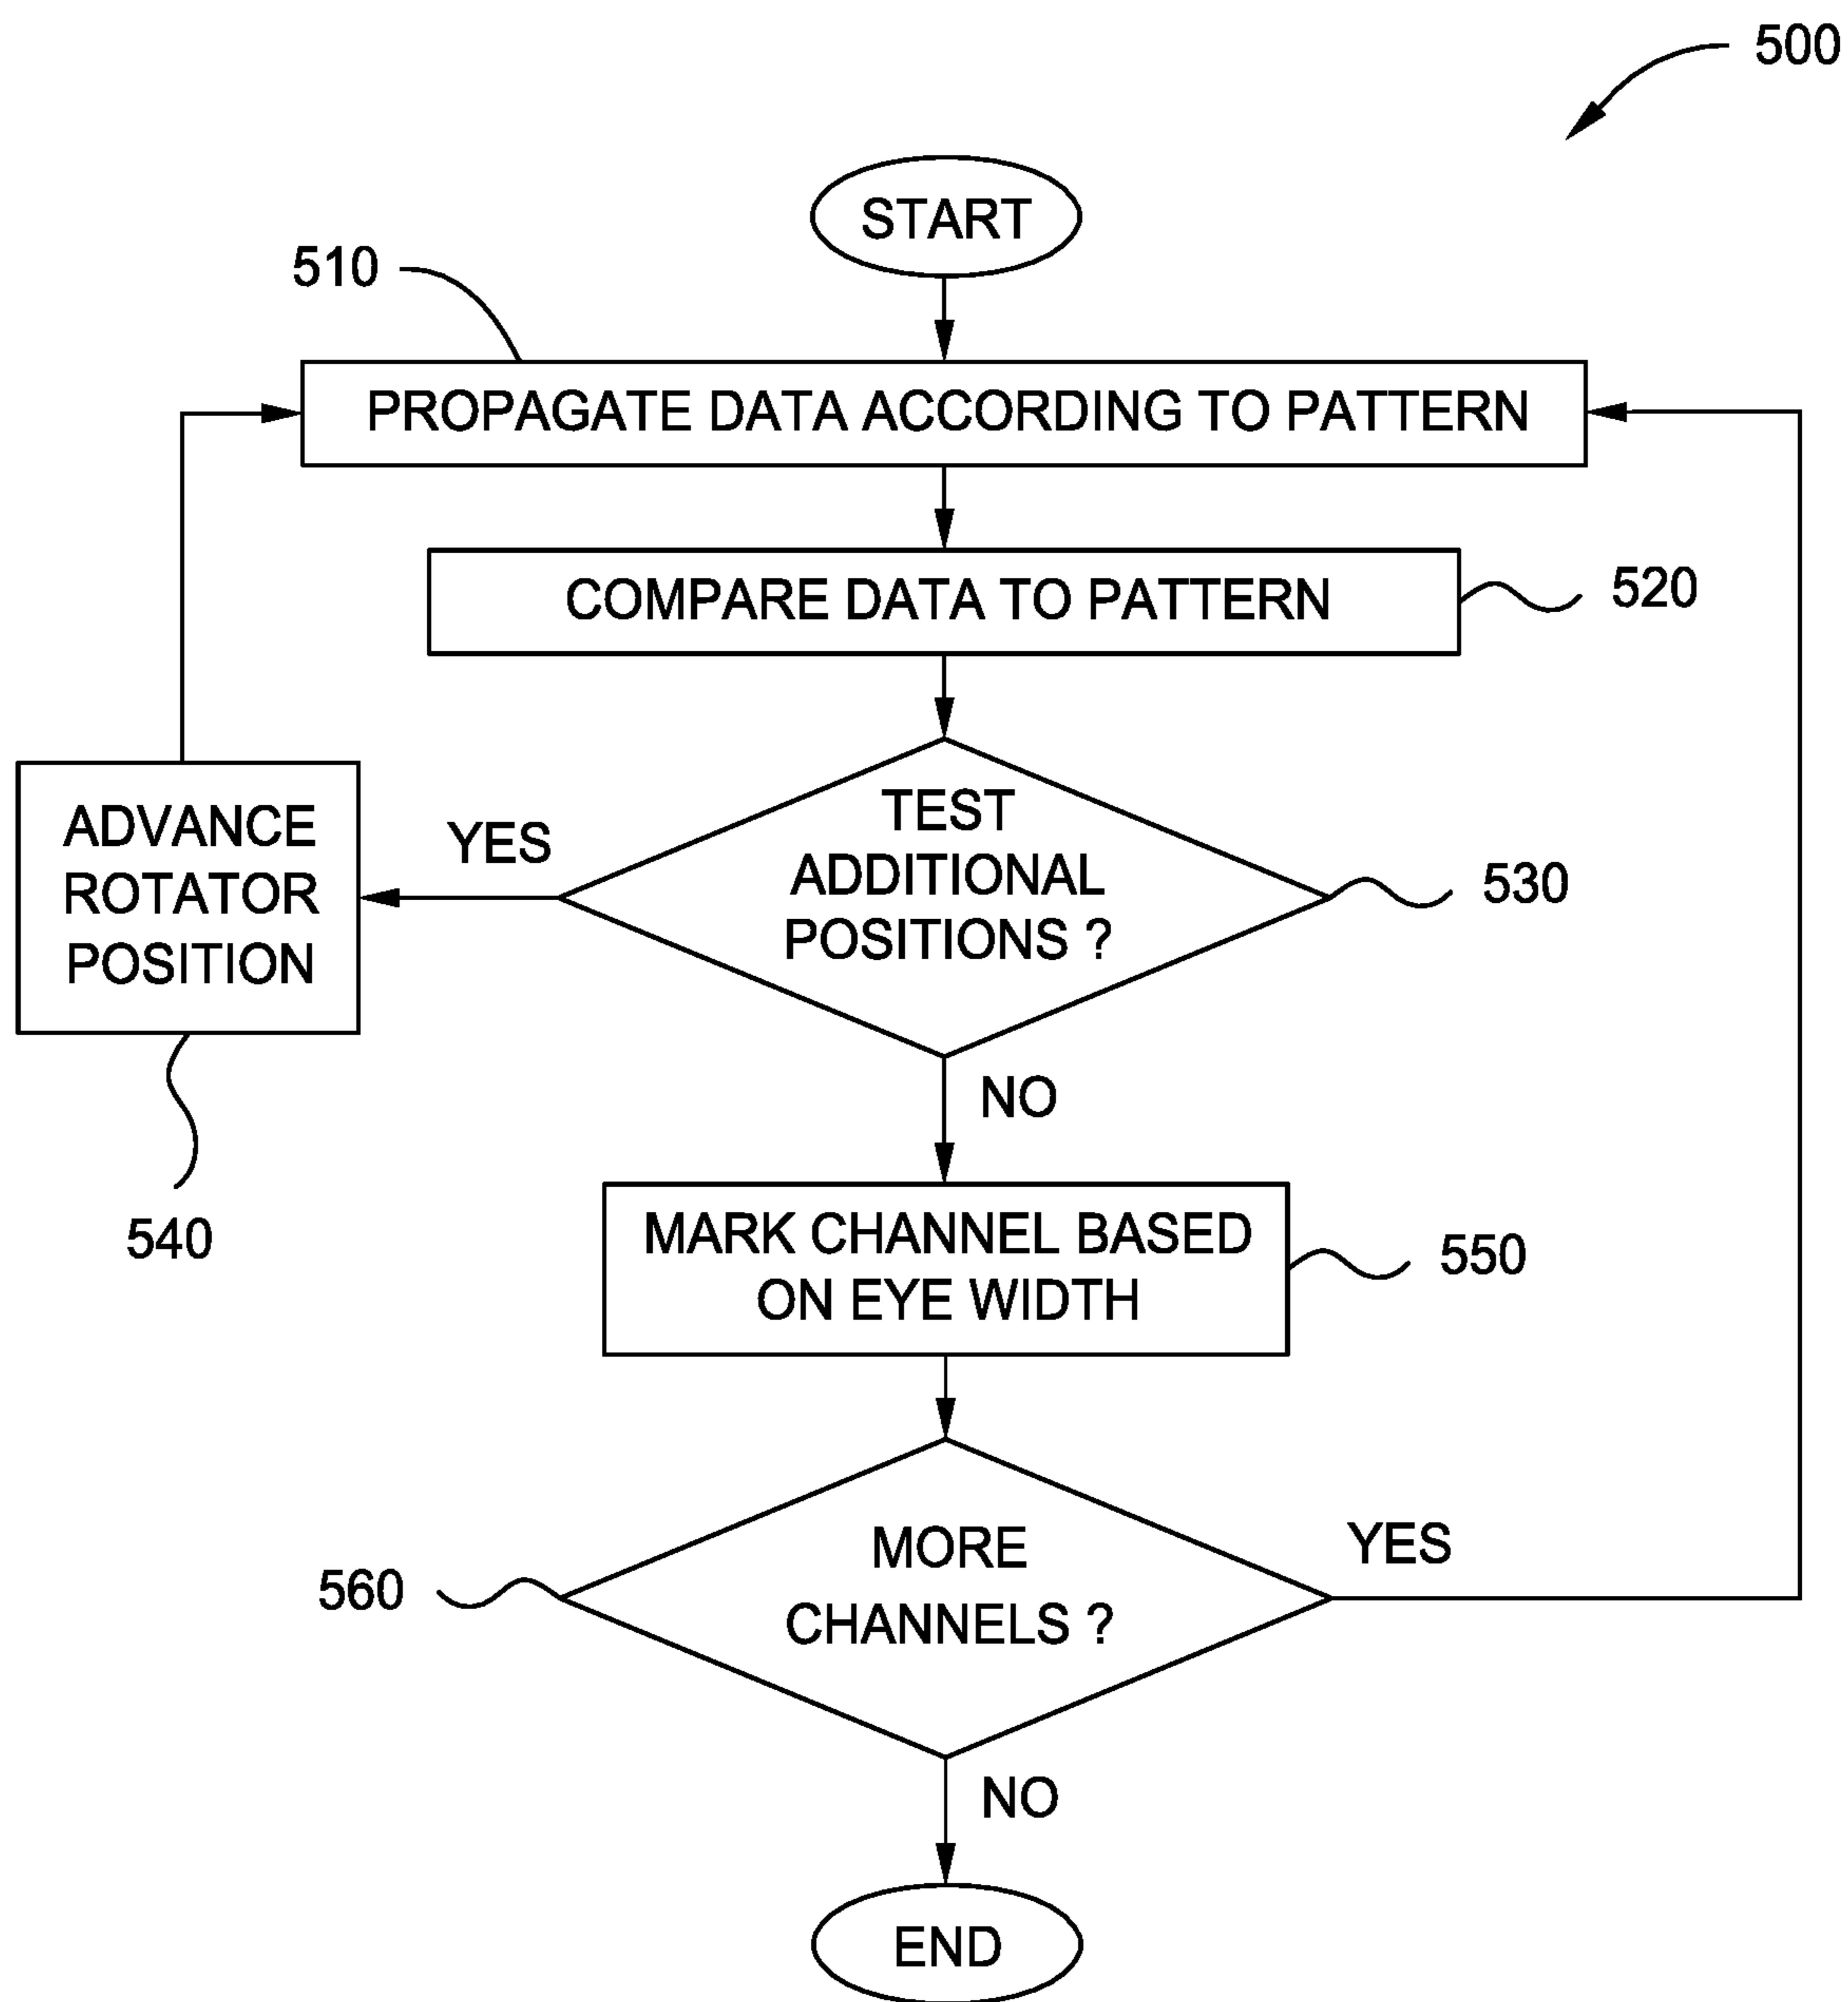 500
START
510
PROPAGATE DATA ACCORDING TO PATTERN
COMPARE DATA TO PATTERN
520
TEST
ADDITIONAL
POSITIONS ?
530
YES
ADVANCE
ROTATOR
POSITION
540
NO
MARK CHANNEL BASED
ON EYE WIDTH
550
MORE
CHANNELS ?
560
YES
NO
END